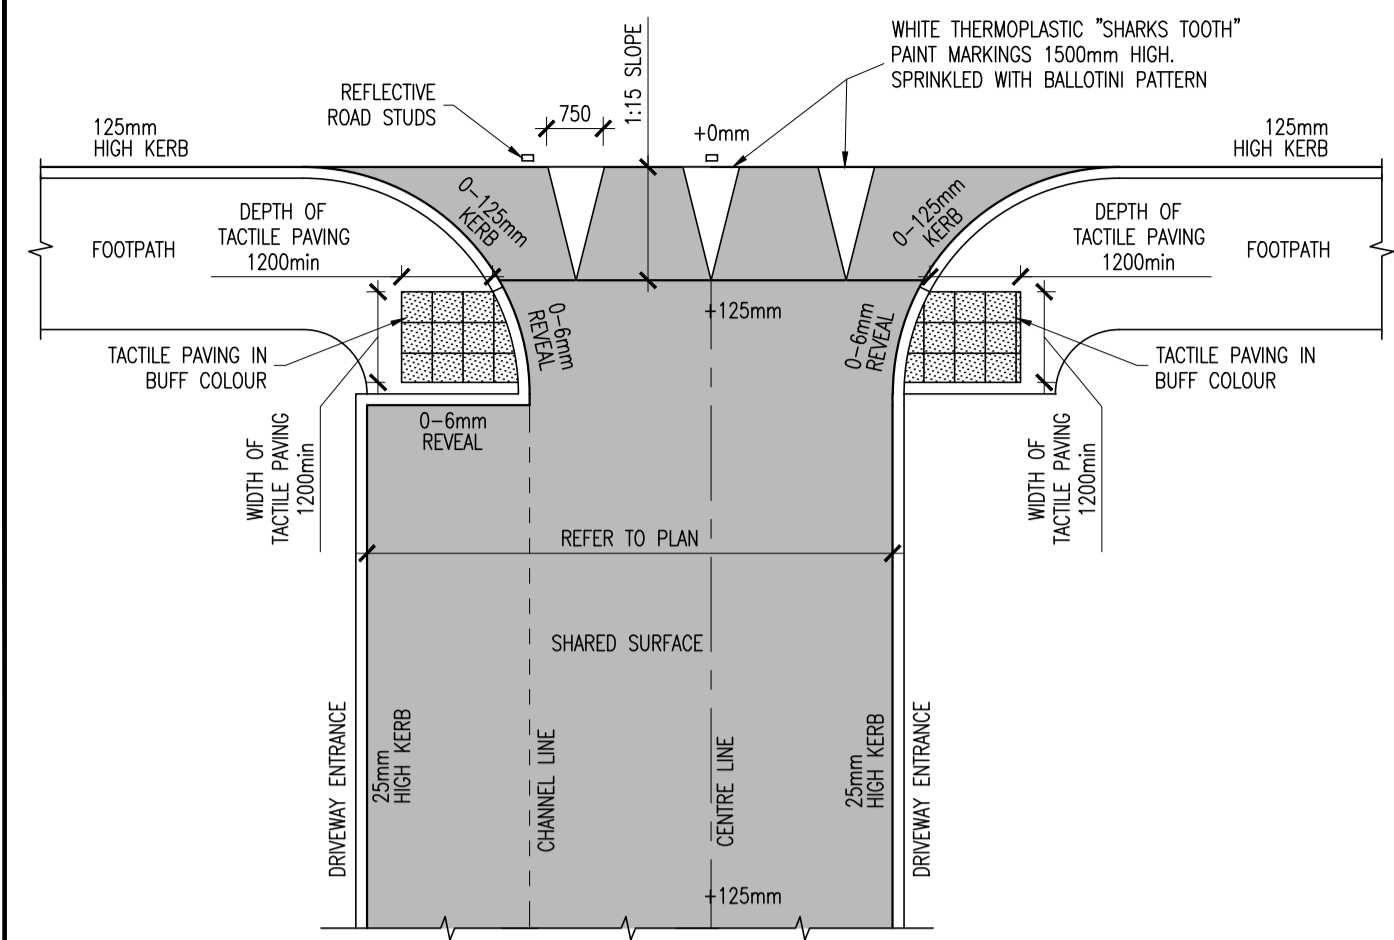 WHITE THERMOPLASTIC "SHARKS TOOTH"
PAINT MARKINGS 1500mm HIGH.
SPRINKLED WITH BALLOTINI PATTERN
1:15 SLOPE
REFLECTIVE
ROAD STUDS
750
+0mm
125mm
HIGH KERB
125mm
HIGH KERB
0-125mm
KERB
0-125mm
KERB
DEPTH OF
TACTILE PAVING
1200min
DEPTH OF
TACTILE PAVING
1200min
FOOTPATH
FOOTPATH
+125mm
0-6mm
REVEAL
0-6mm
REVEAL
TACTILE PAVING IN
BUFF COLOUR
TACTILE PAVING IN
BUFF COLOUR
0-6mm
REVEAL
WIDTH OF
TACTILE PAVING
1200min
WIDTH OF
TACTILE PAVING
1200min
REFER TO PLAN
SHARED SURFACE
DRIVEWAY ENTRANCE
25mm
HIGH KERB
CHANNEL LINE
CENTRE LINE
25mm
HIGH KERB
DRIVEWAY ENTRANCE
+125mm